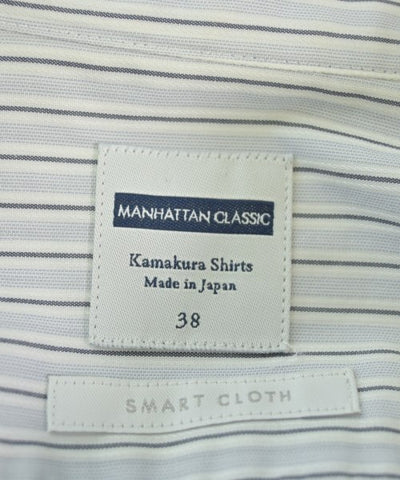 MANHATTAN CLASSIC
Kamakura Shirts
Made in Japan
38
SMART CLOTH